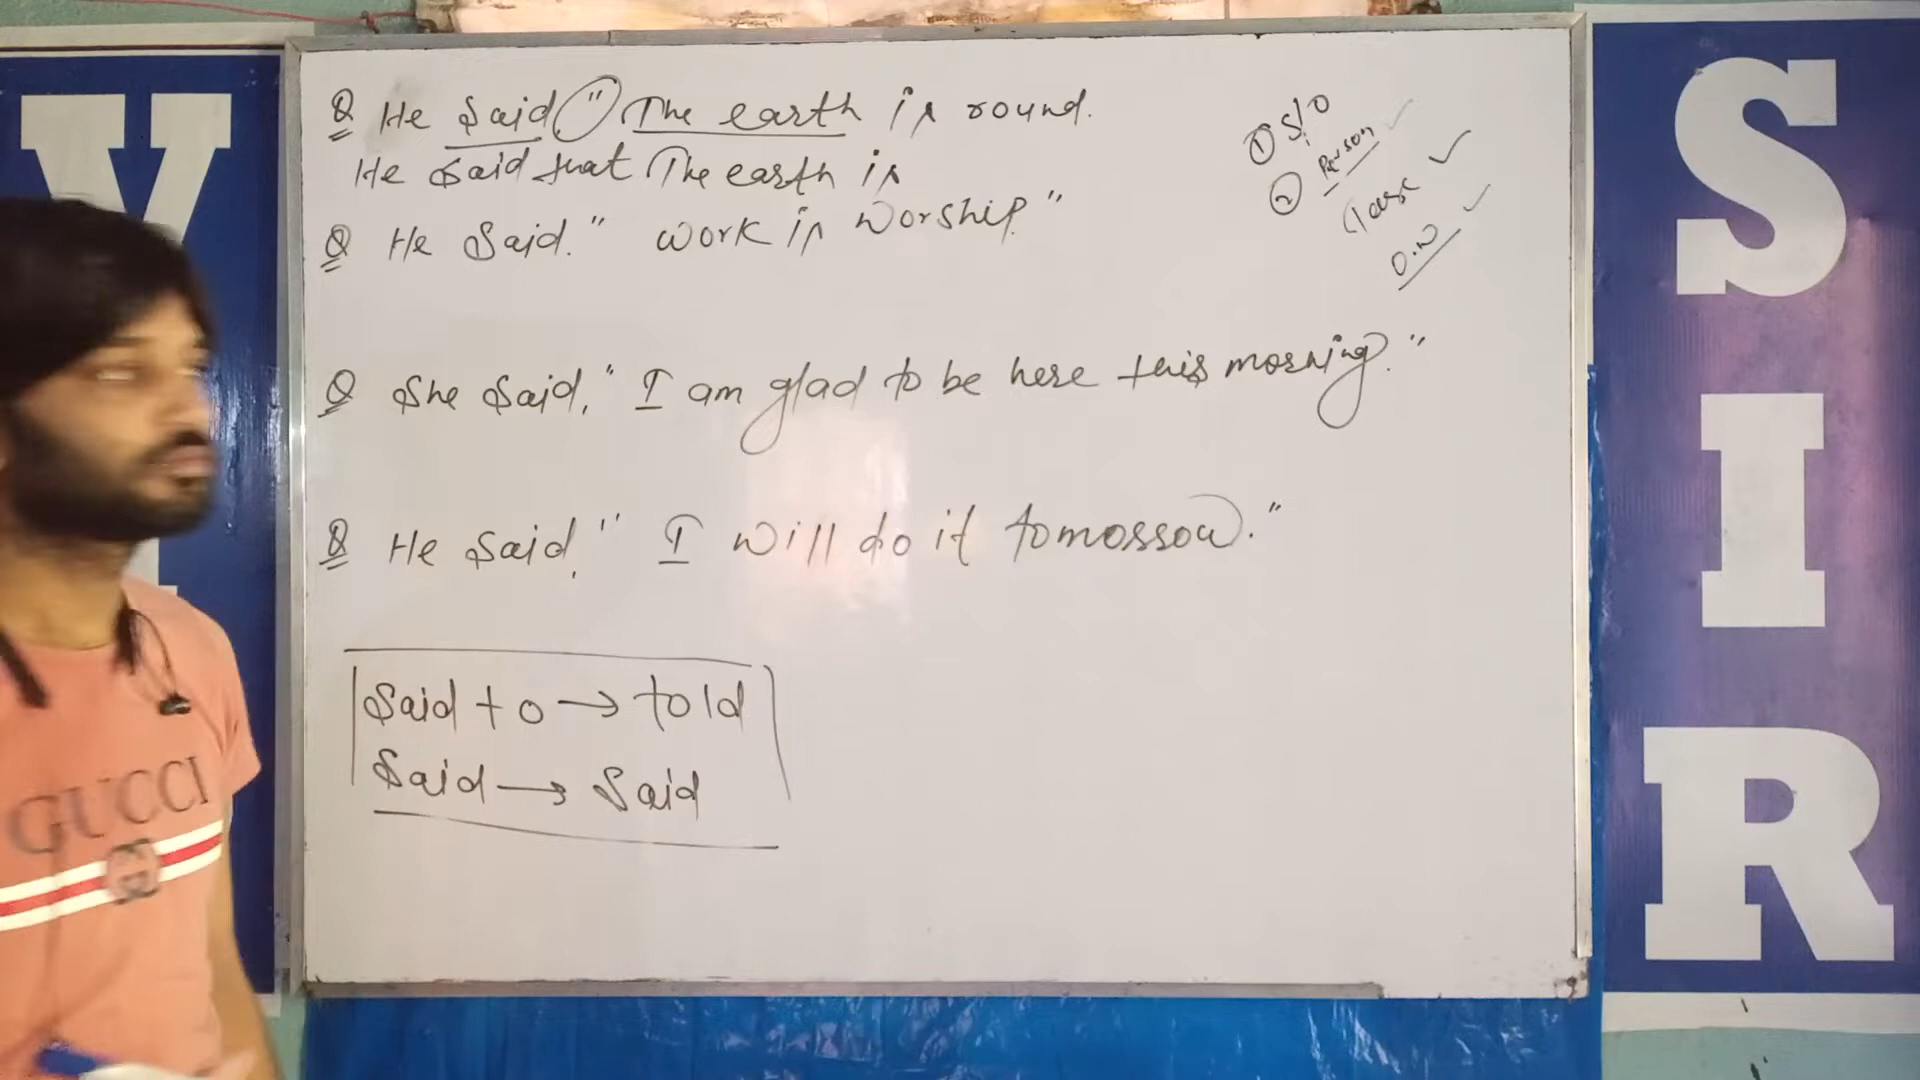 Q He Said " The earth is round.
He Said that The earth is
Q He Said." work is worship."
Q She Said, " I am glad to be here this morning."
Q He Said, " I will do it tomorrow."
Said + o → told
Said → Said
① S/O
② Person
D.W
GUCCI
SIR